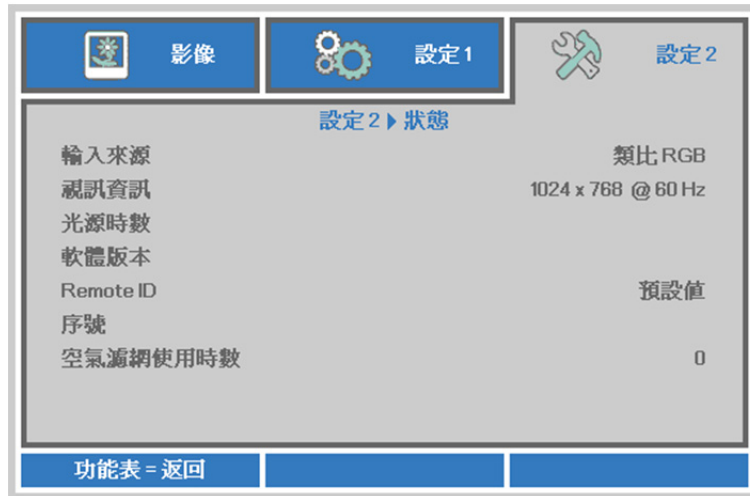 影像 設定1 設定2
設定2 ▶ 狀態
輸入來源 類比 RGB
視訊資訊 1024 x 768 @ 60 Hz
光源時數
軟體版本
Remote ID 預設值
序號
空氣濾網使用時數 0
功能表 = 返回